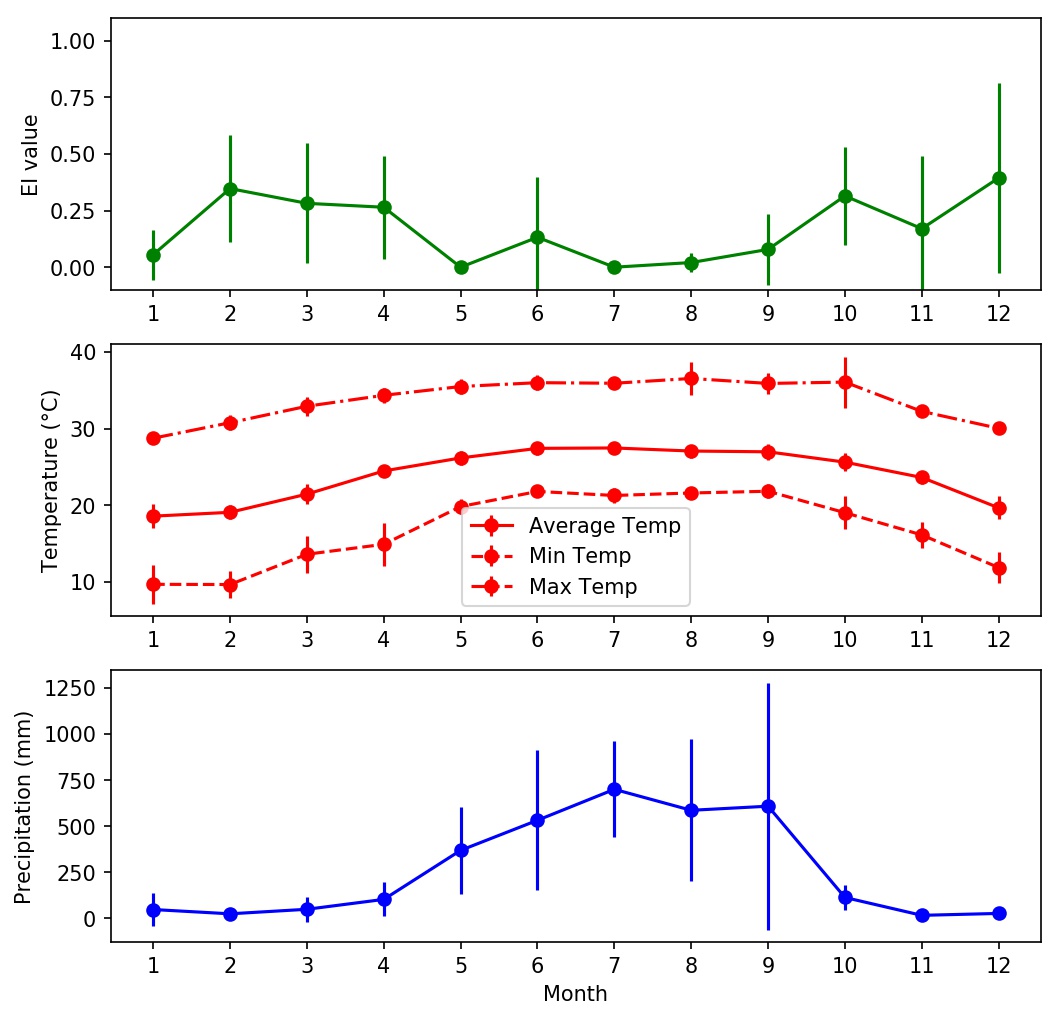 EI value
1.00
0.75
0.50
0.25
0.00
1 2 3 4 5 6 7 8 9 10 11 12
Temperature (°C)
40
30
20
10
Average Temp
Min Temp
Max Temp
1 2 3 4 5 6 7 8 9 10 11 12
Precipitation (mm)
1250
1000
750
500
250
0
1 2 3 4 5 6 7 8 9 10 11 12
Month